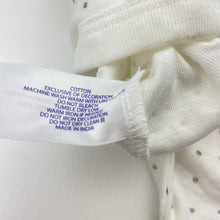 COTTON
EXCLUSIVE OF DECORATION
MACHINE WASH WARM WITH LIKE
DO NOT BLEACH
TUMBLE DRY LOW
WARM IRON IF NEEDED
DO NOT IRON DECORATION
DO NOT DRY CLEAN
MADE IN INDIA